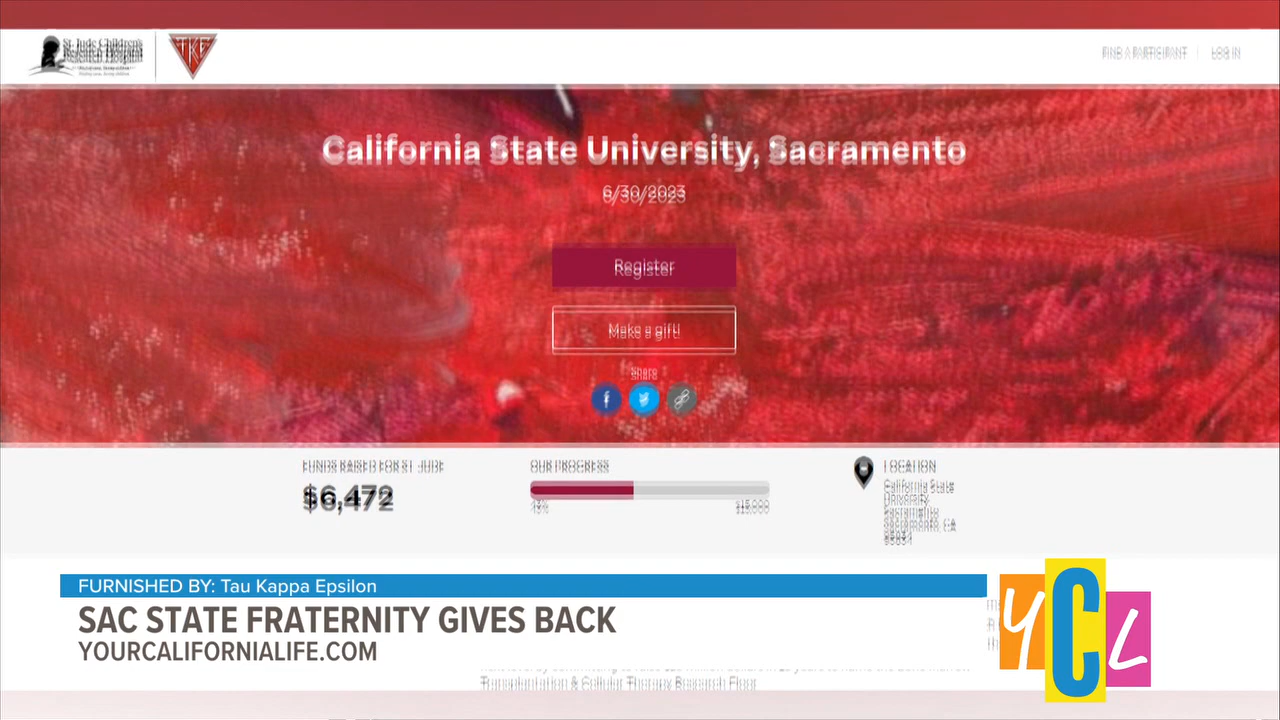 St. Jude Children's
Research Hospital
TKE
FIND A PARTICIPANT
LOG IN
California State University, Sacramento
6/30/2023
Register
Make a gift!
Share
FUNDS RAISED FOR ST. JUDE
$6,472
OUR PROGRESS
43%
$15,000
LOCATION
California State
University,
Sacramento
Sacramento, CA
FURNISHED BY: Tau Kappa Epsilon
SAC STATE FRATERNITY GIVES BACK
YOURCALIFORNIALIFE.COM
YCL
Transplantation & Cellular Therapy Research Floor